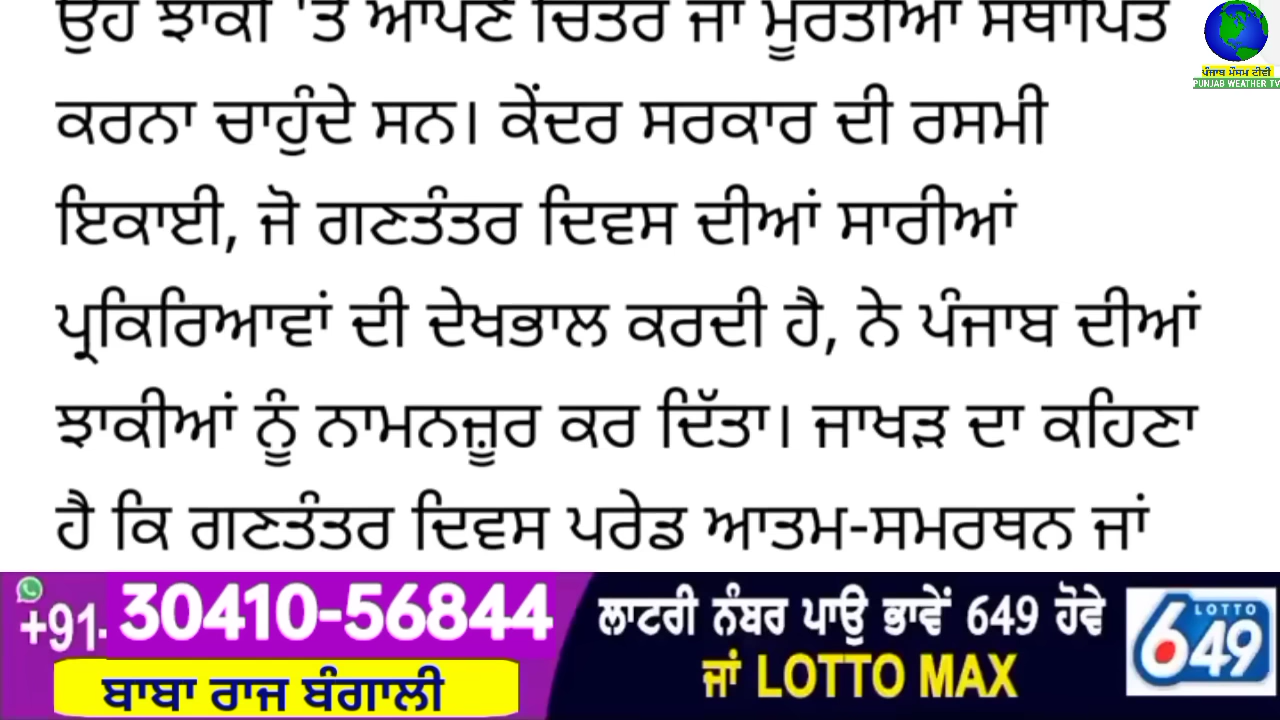 ਉਹ ਝਾਕੀ 'ਤੇ ਆਪਣੇ ਚਿੱਤਰ ਜਾਂ ਮੂਰਤੀਆਂ ਸਥਾਪਿਤ
ਕਰਨਾ ਚਾਹੁੰਦੇ ਸਨ। ਕੇਂਦਰ ਸਰਕਾਰ ਦੀ ਰਸਮੀ
ਇਕਾਈ, ਜੋ ਗਣਤੰਤਰ ਦਿਵਸ ਦੀਆਂ ਸਾਰੀਆਂ
ਪ੍ਰਕਿਰਿਆਵਾਂ ਦੀ ਦੇਖਭਾਲ ਕਰਦੀ ਹੈ, ਨੇ ਪੰਜਾਬ ਦੀਆਂ
ਝਾਕੀਆਂ ਨੂੰ ਨਾਮਨਜ਼ੂਰ ਕਰ ਦਿੱਤਾ। ਜਾਖੜ ਦਾ ਕਹਿਣਾ
ਹੈ ਕਿ ਗਣਤੰਤਰ ਦਿਵਸ ਪਰੇਡ ਆਤਮ-ਸਮਰਥਨ ਜਾਂ
ਪੰਜਾਬ ਮੌਸਮ ਟੀਵੀ
PUNJAB WEATHER TV
+91- 30410-56844
ਬਾਬਾ ਰਾਜ ਬੰਗਾਲੀ
ਲਾਟਰੀ ਨੰਬਰ ਪਾਉ ਭਾਵੇਂ 649 ਹੋਵੇ
ਜਾਂ LOTTO MAX
LOTTO
649